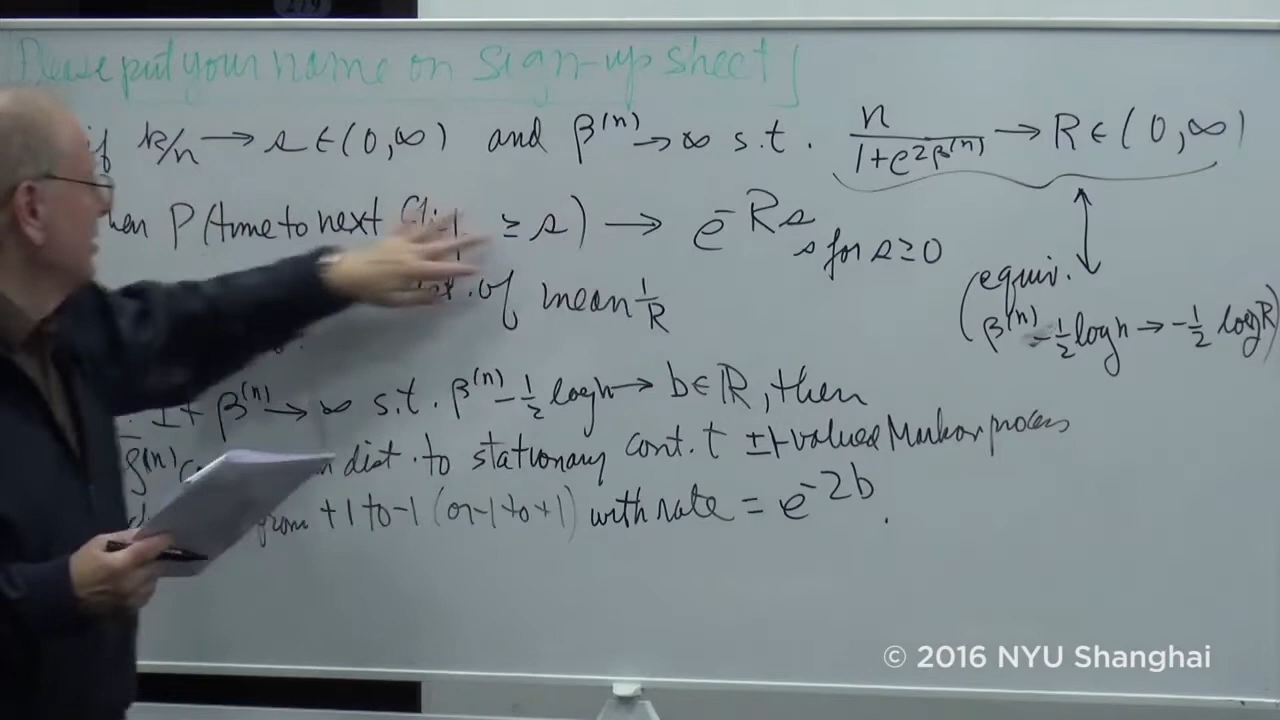 Please put your name on sign-up sheet
if k/n → s ∈ (0,∞) and β^(n) → ∞ s.t. n/(1+e^2β^(n)) → R ∈ (0,∞)
P(time to next ≥ s) → e^-Rs, for s ≥ 0
of mean 1/R
(equiv.
β^(n) - 1/2 log n → -1/2 log R)
If β^(n) → ∞ s.t. β^(n) - 1/2 log n → b ∈ ℝ, then
dist. to stationary cont. t ±1-valued Markov process
from +1 to -1 (or -1 to +1) with rate = e^-2b.
© 2016 NYU Shanghai